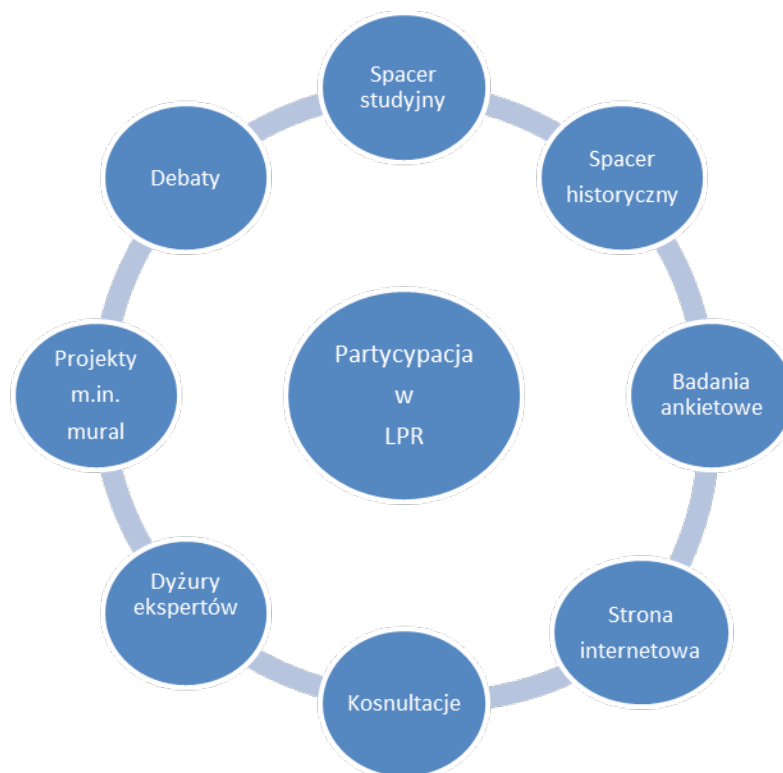 Spacer
studyjny
Spacer
historyczny
Badania
ankietowe
Strona
internetowa
Kosnultacje
Dyżury
ekspertów
Projekty
m.in.
mural
Debaty
Partycypacja
w
LPR